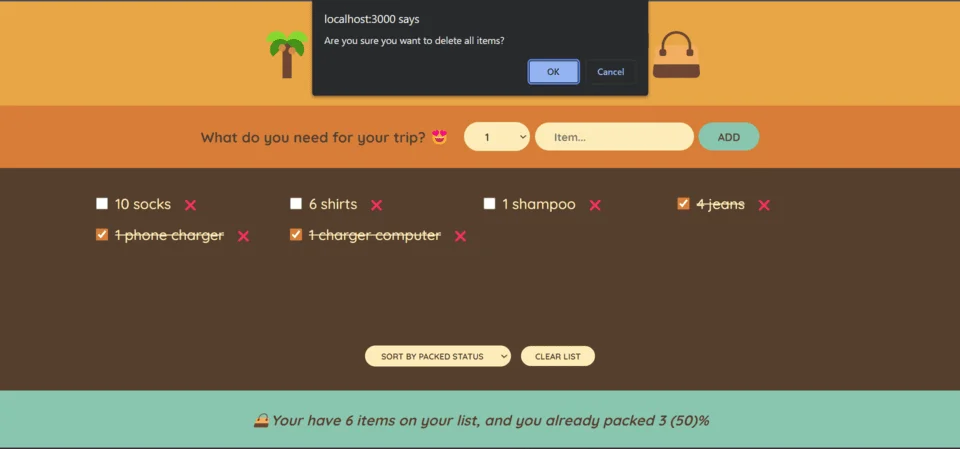 localhost:3000 says
Are you sure you want to delete all items?
OK Cancel
What do you need for your trip? 😍 1 Item... ADD
10 socks ❌ 6 shirts ❌ 1 shampoo ❌ 4 jeans ❌
1 phone charger ❌ 1 charger computer ❌
SORT BY PACKED STATUS CLEAR LIST
👜Your have 6 items on your list, and you already packed 3 (50)%